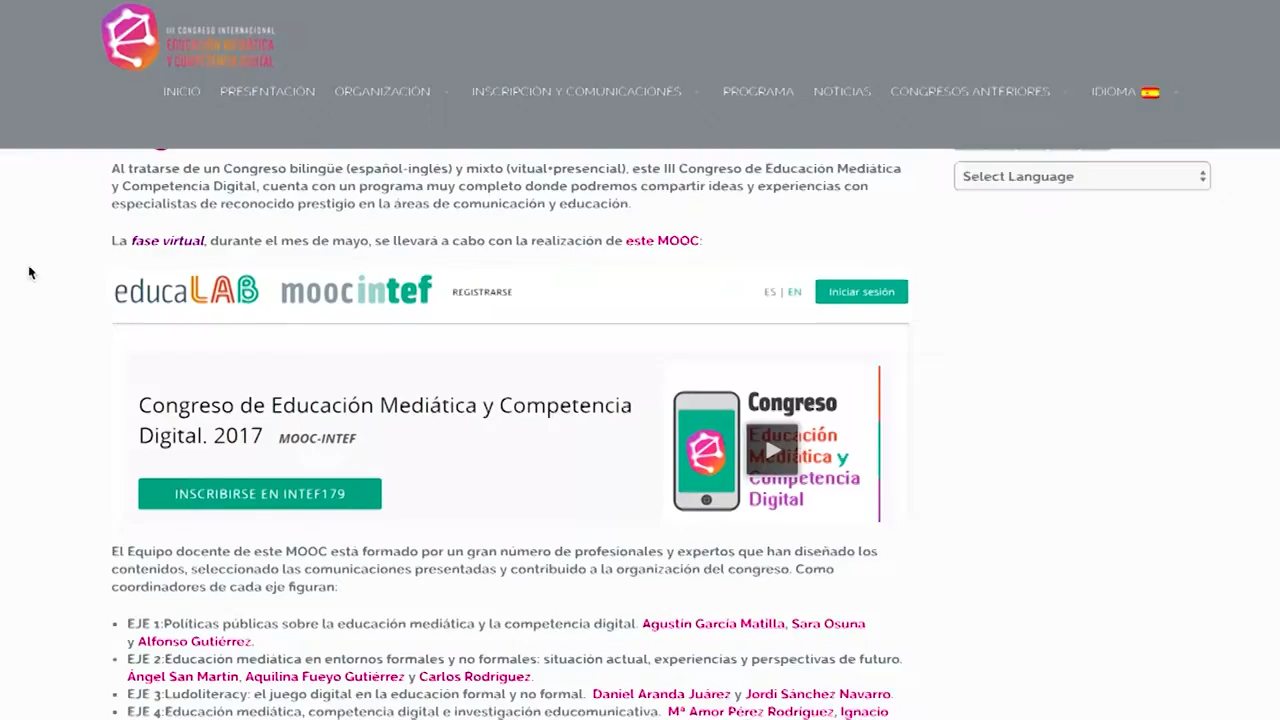 III CONGRESO INTERNACIONAL
EDUCACIÓN MEDIÁTICA
Y COMPETENCIA DIGITAL
INICIO PRESENTACIÓN ORGANIZACIÓN INSCRIPCIÓN Y COMUNICACIONES PROGRAMA NOTICIAS CONGRESOS ANTERIORES IDIOMA
Al tratarse de un Congreso bilingüe (español-inglés) y mixto (vitual+presencial), este III Congreso de Educación Mediática
y Competencia Digital, cuenta con un programa muy completo donde podremos compartir ideas y experiencias con
especialistas de reconocido prestigio en la áreas de comunicación y educación.
Select Language
La fase virtual, durante el mes de mayo, se llevará a cabo con la realización de este MOOC:
educaLAB moocintef REGISTRARSE ES | EN Iniciar sesión
Congreso de Educación Mediática y Competencia
Digital. 2017 MOOC-INTEF
INSCRIBIRSE EN INTEF179
Congreso
Educación
Mediática y
Competencia
Digital
El Equipo docente de este MOOC está formado por un gran número de profesionales y expertos que han diseñado los
contenidos, seleccionado las comunicaciones presentadas y contribuido a la organización del congreso. Como
coordinadores de cada eje figuran:
EJE 1:Políticas públicas sobre la educación mediática y la competencia digital. Agustín García Matilla, Sara Osuna
y Alfonso Gutiérrez.
EJE 2:Educación mediática en entornos formales y no formales: situación actual, experiencias y perspectivas de futuro.
Ángel San Martín, Aquilina Fueyo Gutiérrez y Carlos Rodríguez.
EJE 3:Ludoliteracy: el juego digital en la educación formal y no formal. Daniel Aranda Juárez y Jordi Sánchez Navarro.
EJE 4:Educación mediática, competencia digital e investigación educomunicativa. Mª Amor Pérez Rodríguez, Ignacio